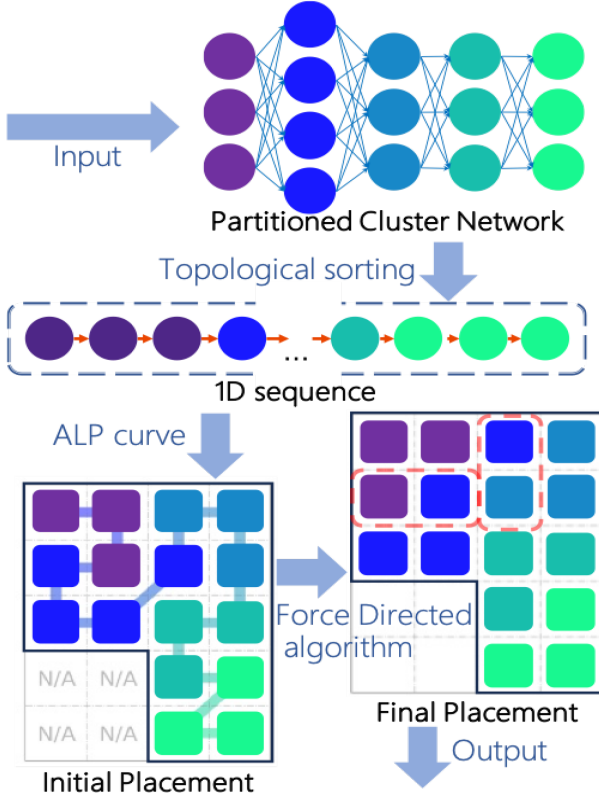 Input
Partitioned Cluster Network
Topological sorting
...
1D sequence
ALP curve
Force Directed
algorithm
N/A N/A
N/A N/A
Initial Placement
Final Placement
Output